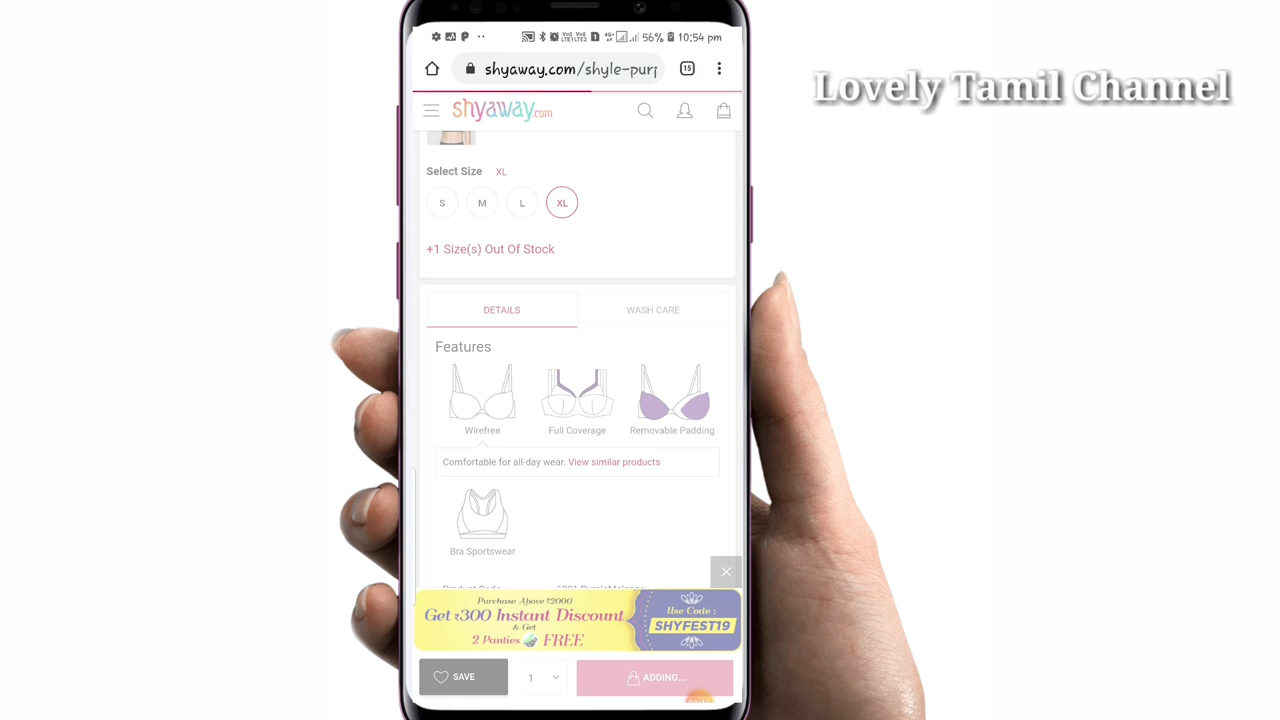 56% 10:54 pm
shyaway.com/shyle-purp
15
shyaway.com
Lovely Tamil Channel
Select Size XL
S M L XL
+1 Size(s) Out Of Stock
DETAILS WASH CARE
Features
Wirefree Full Coverage Removable Padding
Comfortable for all-day wear. View similar products
Bra Sportswear
Purchase Above ₹2000
Get ₹300 Instant Discount
& Get
2 Panties FREE
Use Code :
SHYFEST19
SAVE 1 ADDING...